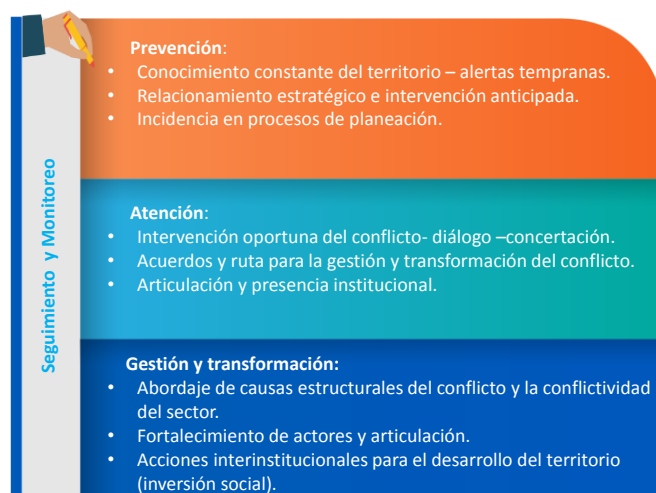 Prevención:
• Conocimiento constante del territorio – alertas tempranas.
• Relacionamiento estratégico e intervención anticipada.
• Incidencia en procesos de planeación.
Seguimiento y Monitoreo
Atención:
• Intervención oportuna del conflicto- diálogo –concertación.
• Acuerdos y ruta para la gestión y transformación del conflicto.
• Articulación y presencia institucional.
Gestión y transformación:
• Abordaje de causas estructurales del conflicto y la conflictividad
del sector.
• Fortalecimiento de actores y articulación.
• Acciones interinstitucionales para el desarrollo del territorio
(inversión social).